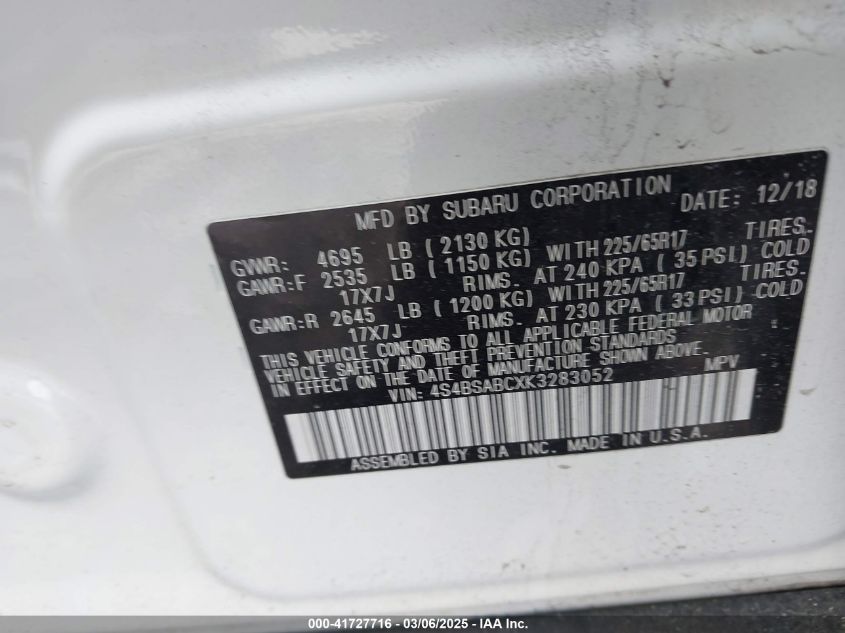 MFD BY SUBARU CORPORATION DATE: 12/18
GVWR: 4695 LB ( 2130 KG)
GAWR:F 2535 LB ( 1150 KG) WITH 225/65R17 TIRES,
17X7J RIMS. AT 240 KPA ( 35 PSI) COLD
GAWR:R 2645 LB ( 1200 KG) WITH 225/65R17 TIRES.
17X7J RIMS. AT 230 KPA ( 33 PSI) COLD
THIS VEHICLE CONFORMS TO ALL APPLICABLE FEDERAL MOTOR
VEHICLE SAFETY AND THEFT PREVENTION STANDARDS
IN EFFECT ON THE DATE OF MANUFACTURE SHOWN ABOVE.
VIN: 4S4BSABCXK3283052 MPV
ASSEMBLED BY SIA INC. MADE IN U.S.A.
000-41727716 - 03/06/2025 - IAA Inc.